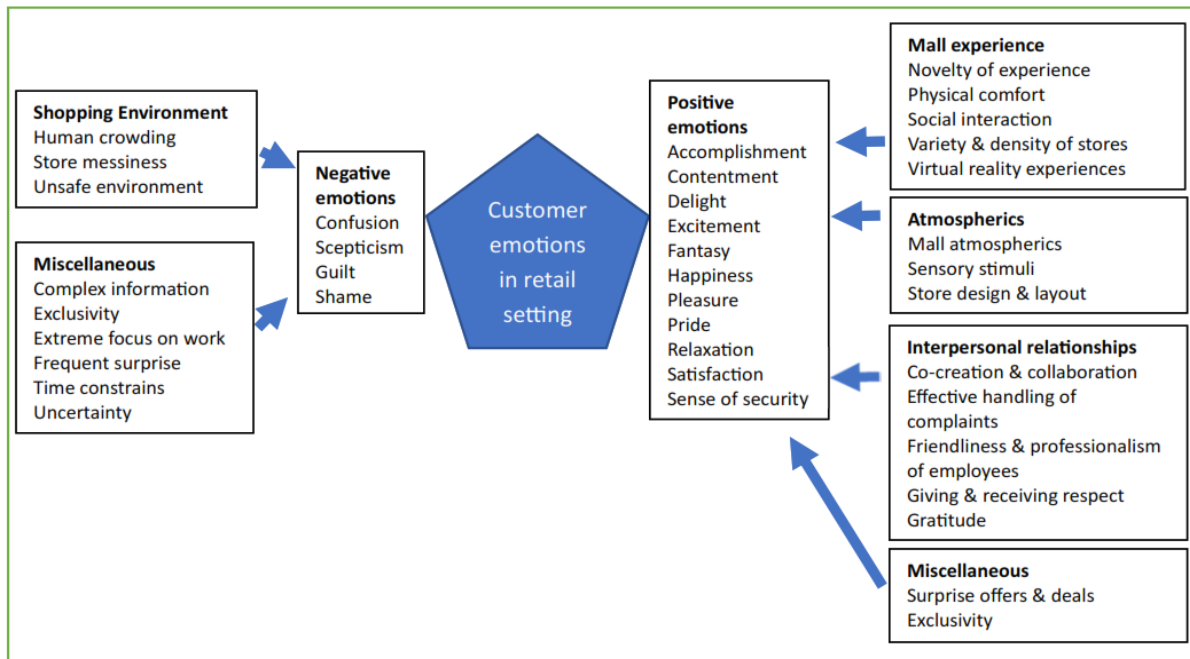 Shopping Environment
Human crowding
Store messiness
Unsafe environment
Miscellaneous
Complex information
Exclusivity
Extreme focus on work
Frequent surprise
Time constrains
Uncertainty
Negative
emotions
Confusion
Scepticism
Guilt
Shame
Customer
emotions
in retail
setting
Positive
emotions
Accomplishment
Contentment
Delight
Excitement
Fantasy
Happiness
Pleasure
Pride
Relaxation
Satisfaction
Sense of security
Mall experience
Novelty of experience
Physical comfort
Social interaction
Variety & density of stores
Virtual reality experiences
Atmospherics
Mall atmospherics
Sensory stimuli
Store design & layout
Interpersonal relationships
Co-creation & collaboration
Effective handling of
complaints
Friendliness & professionalism
of employees
Giving & receiving respect
Gratitude
Miscellaneous
Surprise offers & deals
Exclusivity